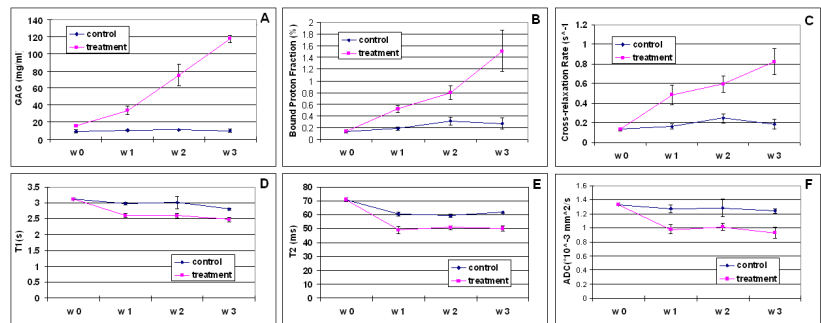 A
GAG (mg/ml)
140
120
100
80
60
40
20
0
control
treatment
w 0 w 1 w 2 w 3
B
Bound Proton Fraction (%)
2
1.8
1.6
1.4
1.2
1
0.8
0.6
0.4
0.2
0
control
treatment
w 0 w 1 w 2 w 3
C
Cross-relaxation Rate (s^-1
1.2
1
0.8
0.6
0.4
0.2
0
control
treatment
w 0 w 1 w 2 w 3
D
T1(s)
3.5
3
2.5
2
1.5
1
0.5
0
control
treatment
w 0 w 1 w 2 w 3
E
T2 (ms)
80
70
60
50
40
30
20
10
0
control
treatment
w 0 w 1 w 2 w 3
F
ADC(*10^-3 mm^2/s
1.6
1.4
1.2
1
0.8
0.6
0.4
0.2
0
control
treatment
w 0 w 1 w 2 w 3